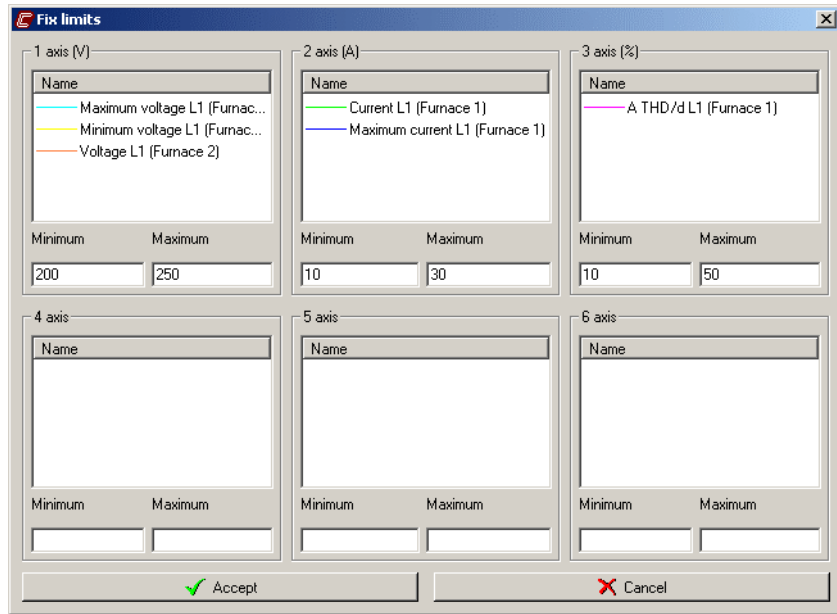 Fix limits
1 axis (V)
2 axis (A)
3 axis (%)
Name
Name
Name
Maximum voltage L1 (Furnac...
Current L1 (Furnace 1)
A THD/d L1 (Furnace 1)
Minimum voltage L1 (Furnac...
Maximum current L1 (Furnace 1)
Voltage L1 (Furnace 2)
Minimum Maximum
Minimum Maximum
Minimum Maximum
200 250
10 30
10 50
4 axis
5 axis
6 axis
Name
Name
Name
Minimum Maximum
Minimum Maximum
Minimum Maximum
Accept
Cancel